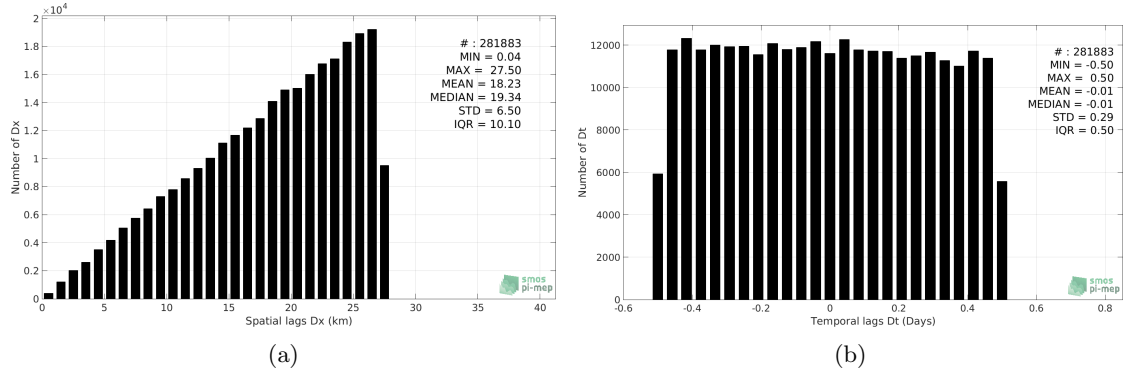 ×10⁴
2
1.8
1.6
1.4
1.2
1
0.8
0.6
0.4
0.2
0
Number of Dx
# : 281883
MIN = 0.04
MAX = 27.50
MEAN = 18.23
MEDIAN = 19.34
STD = 6.50
IQR = 10.10
smos
pi-mep
0 5 10 15 20 25 30 35 40
Spatial lags Dx (km)
(a)
12000
10000
8000
6000
4000
2000
0
Number of Dt
# : 281883
MIN = -0.50
MAX = 0.50
MEAN = -0.01
MEDIAN = -0.01
STD = 0.29
IQR = 0.50
smos
pi-mep
-0.6 -0.4 -0.2 0 0.2 0.4 0.6 0.8
Temporal lags Dt (Days)
(b)